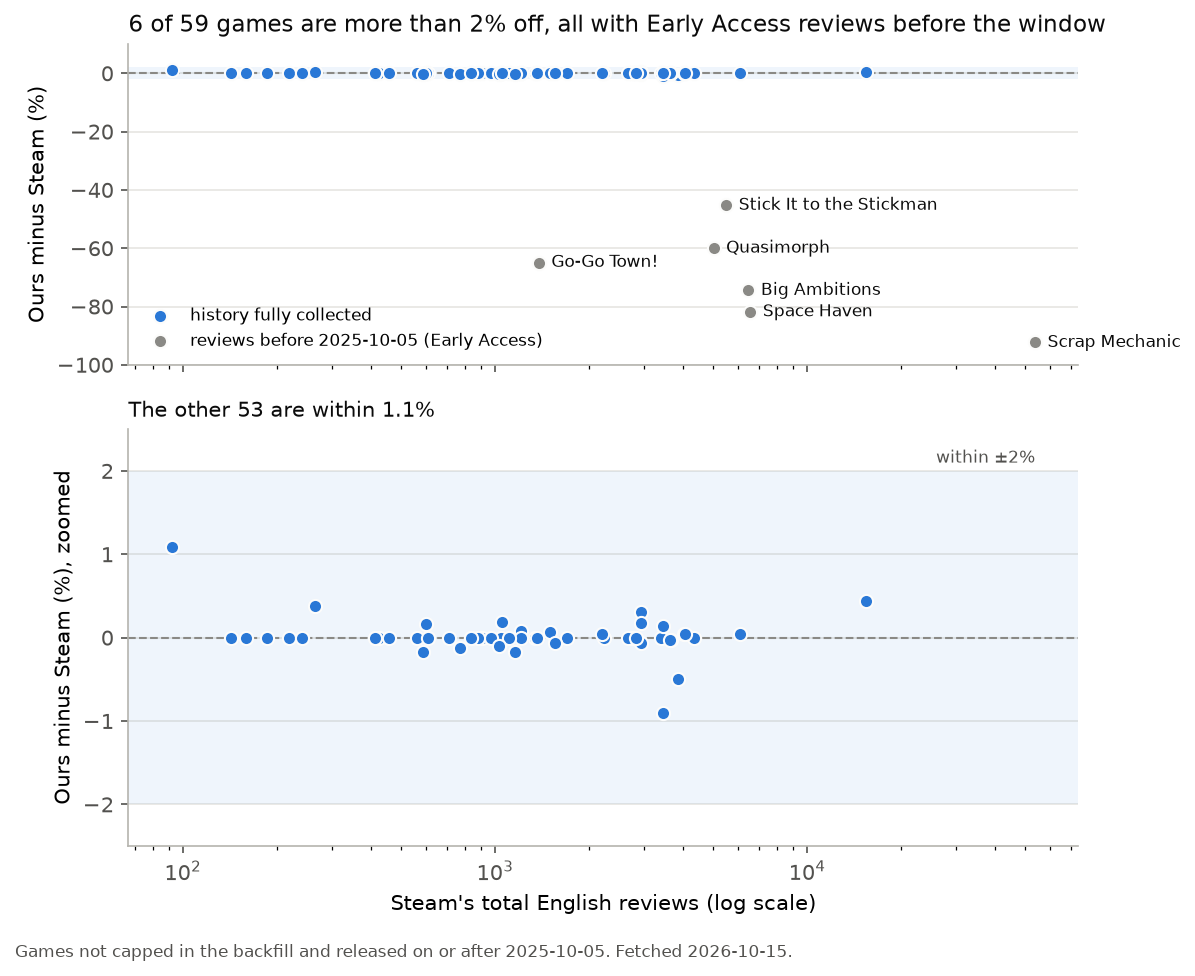 6 of 59 games are more than 2% off, all with Early Access reviews before the window
Ours minus Steam (%)
0
−20
−40
−60
−80
−100
Stick It to the Stickman
Quasimorph
Go-Go Town!
Big Ambitions
Space Haven
Scrap Mechanic
history fully collected
reviews before 2025-10-05 (Early Access)
The other 53 are within 1.1%
Ours minus Steam (%), zoomed
within ±2%
2
1
0
−1
−2
10²
10³
10⁴
Steam's total English reviews (log scale)
Games not capped in the backfill and released on or after 2025-10-05. Fetched 2026-10-15.